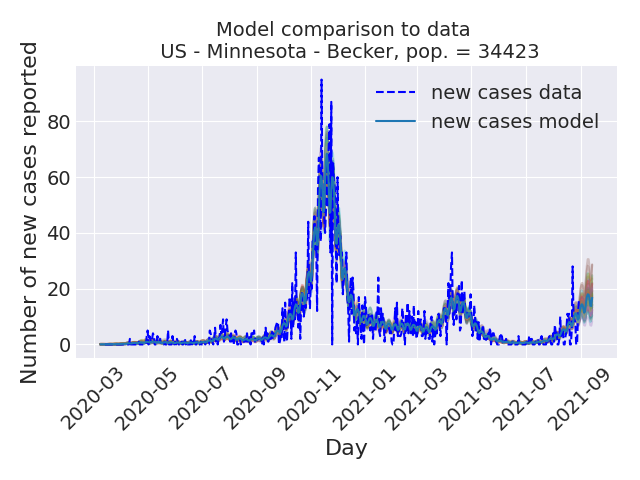 Model comparison to data
US - Minnesota - Becker, pop. = 34423
Number of new cases reported
80
60
40
20
0
new cases data
new cases model
2020-03
2020-05
2020-07
2020-09
2020-11
2021-01
2021-03
2021-05
2021-07
2021-09
Day